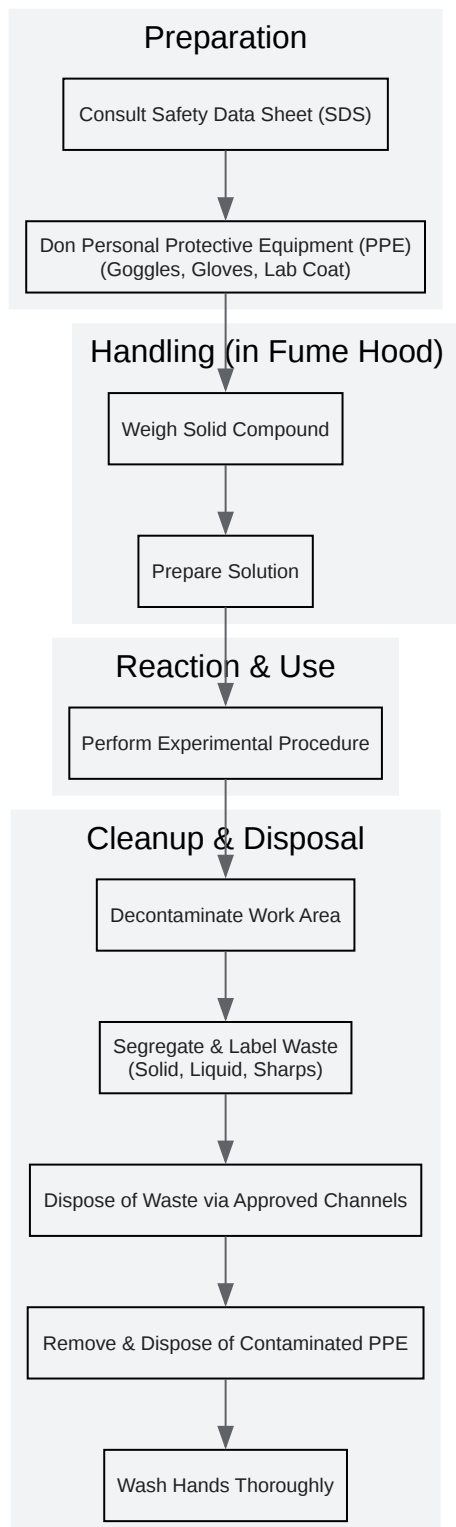 Preparation
Consult Safety Data Sheet (SDS)
Don Personal Protective Equipment (PPE)
(Goggles, Gloves, Lab Coat)
Handling (in Fume Hood)
Weigh Solid Compound
Prepare Solution
Reaction & Use
Perform Experimental Procedure
Cleanup & Disposal
Decontaminate Work Area
Segregate & Label Waste
(Solid, Liquid, Sharps)
Dispose of Waste via Approved Channels
Remove & Dispose of Contaminated PPE
Wash Hands Thoroughly